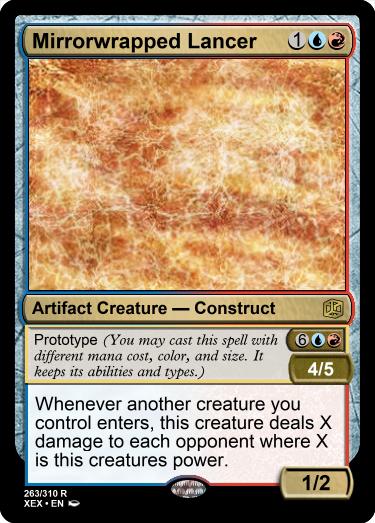 Mirrorwrapped Lancer 1
Artifact Creature — Construct
Prototype (You may cast this spell with 6
different mana cost, color, and size. It
keeps its abilities and types.) 4/5
Whenever another creature you
control enters, this creature deals X
damage to each opponent where X
is this creatures power.
1/2
263/310 R
XEX • EN